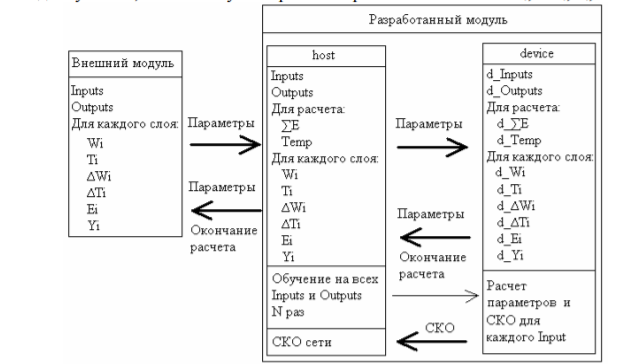 Разработанный модуль
Внешний модуль
Inputs
Outputs
Для каждого слоя:
Wi
Ti
ΔWi
ΔTi
Ei
Yi
Параметры
Параметры
Окончание
расчета
host
Inputs
Outputs
Для расчета:
∑E
Temp
Для каждого слоя:
Wi
Ti
ΔWi
ΔTi
Ei
Yi
Обучение на всех
Inputs и Outputs
N раз
СКО сети
Параметры
Параметры
Окончание
расчета
СКО
device
d_Inputs
d_Outputs
Для расчета:
d_∑E
d_Temp
Для каждого слоя:
d_Wi
d_Ti
d_ΔWi
d_ΔTi
d_Ei
d_Yi
Расчет
параметров и
СКО для
каждого Input